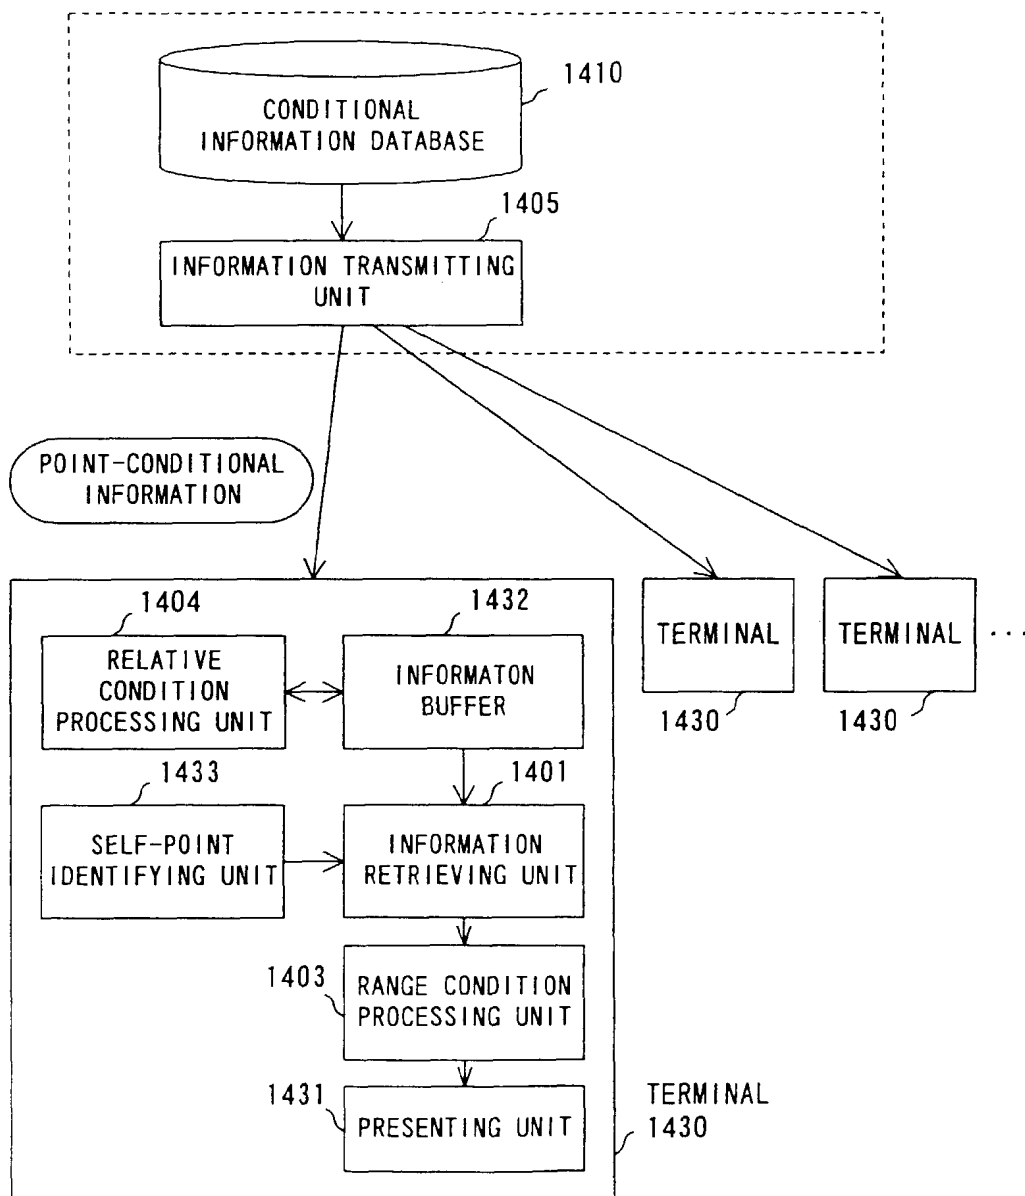 1410
CONDITIONAL
INFORMATION DATABASE
1405
INFORMATION TRANSMITTING
UNIT
POINT-CONDITIONAL
INFORMATION
1404
RELATIVE
CONDITION
PROCESSING UNIT
1432
INFORMATON
BUFFER
TERMINAL
1430
TERMINAL
1430
...
1433
SELF-POINT
IDENTIFYING UNIT
1401
INFORMATION
RETRIEVING UNIT
1403
RANGE CONDITION
PROCESSING UNIT
1431
PRESENTING UNIT
TERMINAL
1430